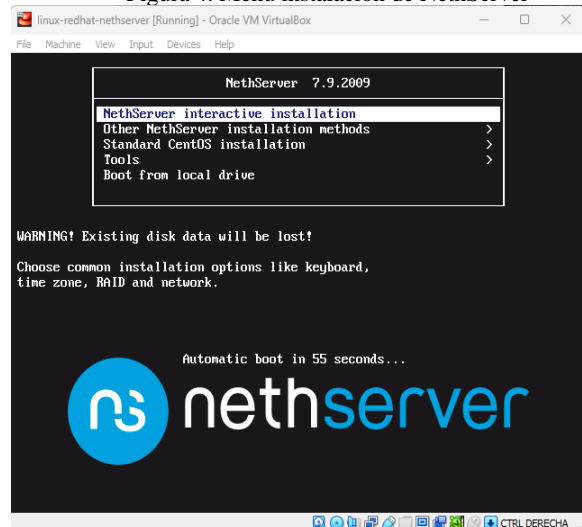 linux-redhat-nethserver [Running] - Oracle VM VirtualBox
File Machine View Input Devices Help
NethServer 7.9.2009
NethServer interactive installation
Other NethServer installation methods >
Standard CentOS installation >
Tools >
Boot from local drive
WARNING! Existing disk data will be lost!
Choose common installation options like keyboard,
time zone, RAID and network.
Automatic boot in 55 seconds...
ns nethserver
CTRL DERECHA